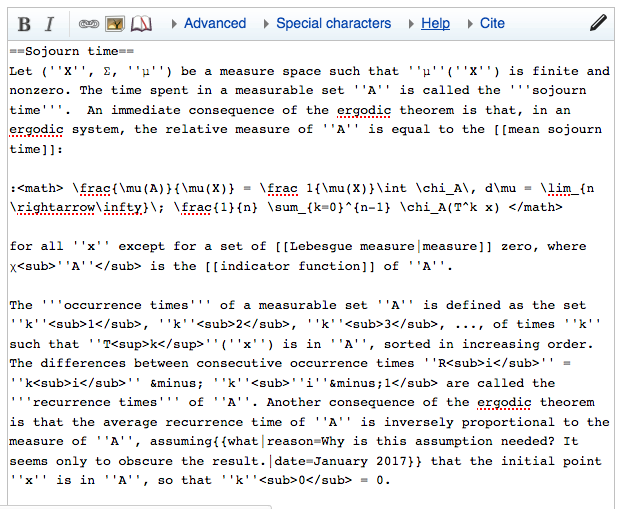 B I Advanced Special characters Help Cite
==Sojourn time==
Let (''X'', Σ, ''μ'') be a measure space such that ''μ''(''X'') is finite and
nonzero. The time spent in a measurable set ''A'' is called the '''sojourn
time'''.  An immediate consequence of the ergodic theorem is that, in an
ergodic system, the relative measure of ''A'' is equal to the [[mean sojourn
time]]:
:<math> \frac{\mu(A)}{\mu(X)} = \frac 1{\mu(X)}\int \chi_A\, d\mu = \lim_{n
\rightarrow\infty}\; \frac{1}{n} \sum_{k=0}^{n-1} \chi_A(T^k x) </math>
for all ''x'' except for a set of [[Lebesgue measure|measure]] zero, where
χ<sub>''A''</sub> is the [[indicator function]] of ''A''.
The '''occurrence times''' of a measurable set ''A'' is defined as the set
''k''<sub>1</sub>, ''k''<sub>2</sub>, ''k''<sub>3</sub>, ..., of times ''k''
such that ''T<sup>k</sup>''(''x'') is in ''A'', sorted in increasing order.
The differences between consecutive occurrence times ''R<sub>i</sub>'' =
''k<sub>i</sub>'' &minus; ''k''<sub>''i''&minus;1</sub> are called the
'''recurrence times''' of ''A''. Another consequence of the ergodic theorem
is that the average recurrence time of ''A'' is inversely proportional to the
measure of ''A'', assuming{{what|reason=Why is this assumption needed? It
seems only to obscure the result.|date=January 2017}} that the initial point
''x'' is in ''A'', so that ''k''<sub>0</sub> = 0.